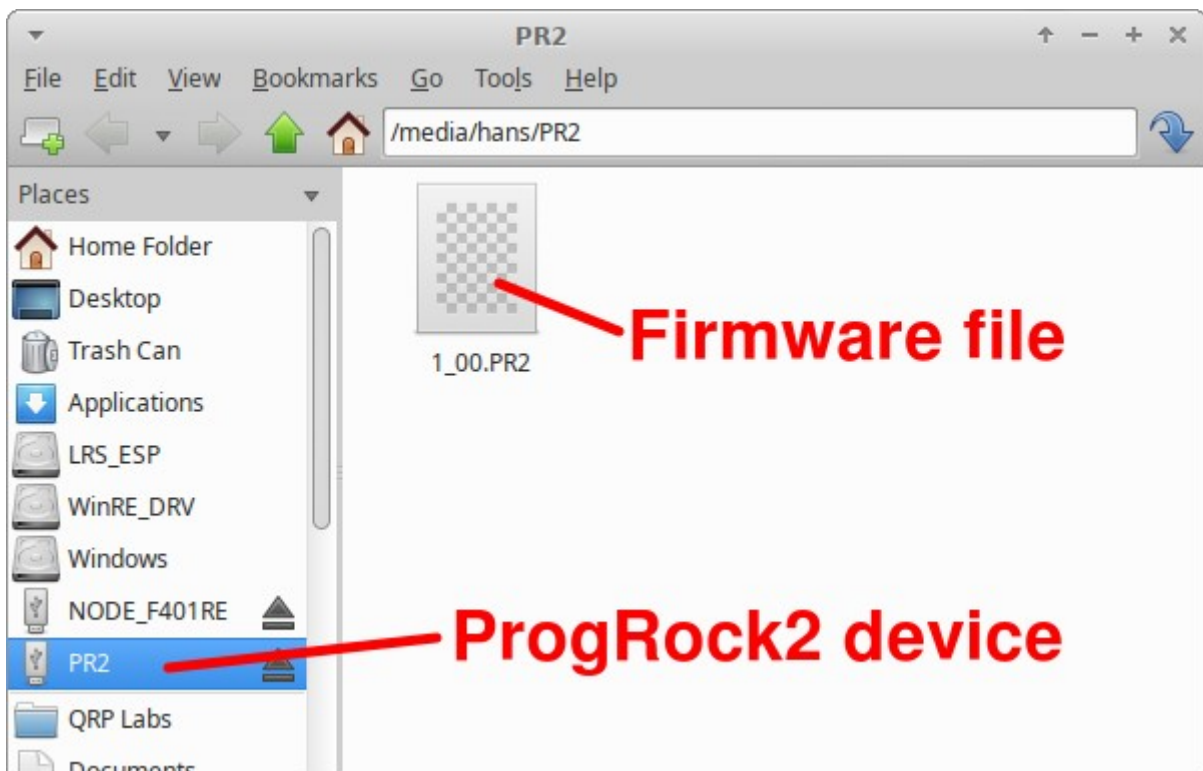 PR2
File Edit View Bookmarks Go Tools Help
/media/hans/PR2
Places
Home Folder
Desktop
Trash Can
Applications
LRS_ESP
WinRE_DRV
Windows
NODE_F401RE
PR2
QRP Labs
Documents
1_00.PR2
Firmware file
ProgRock2 device